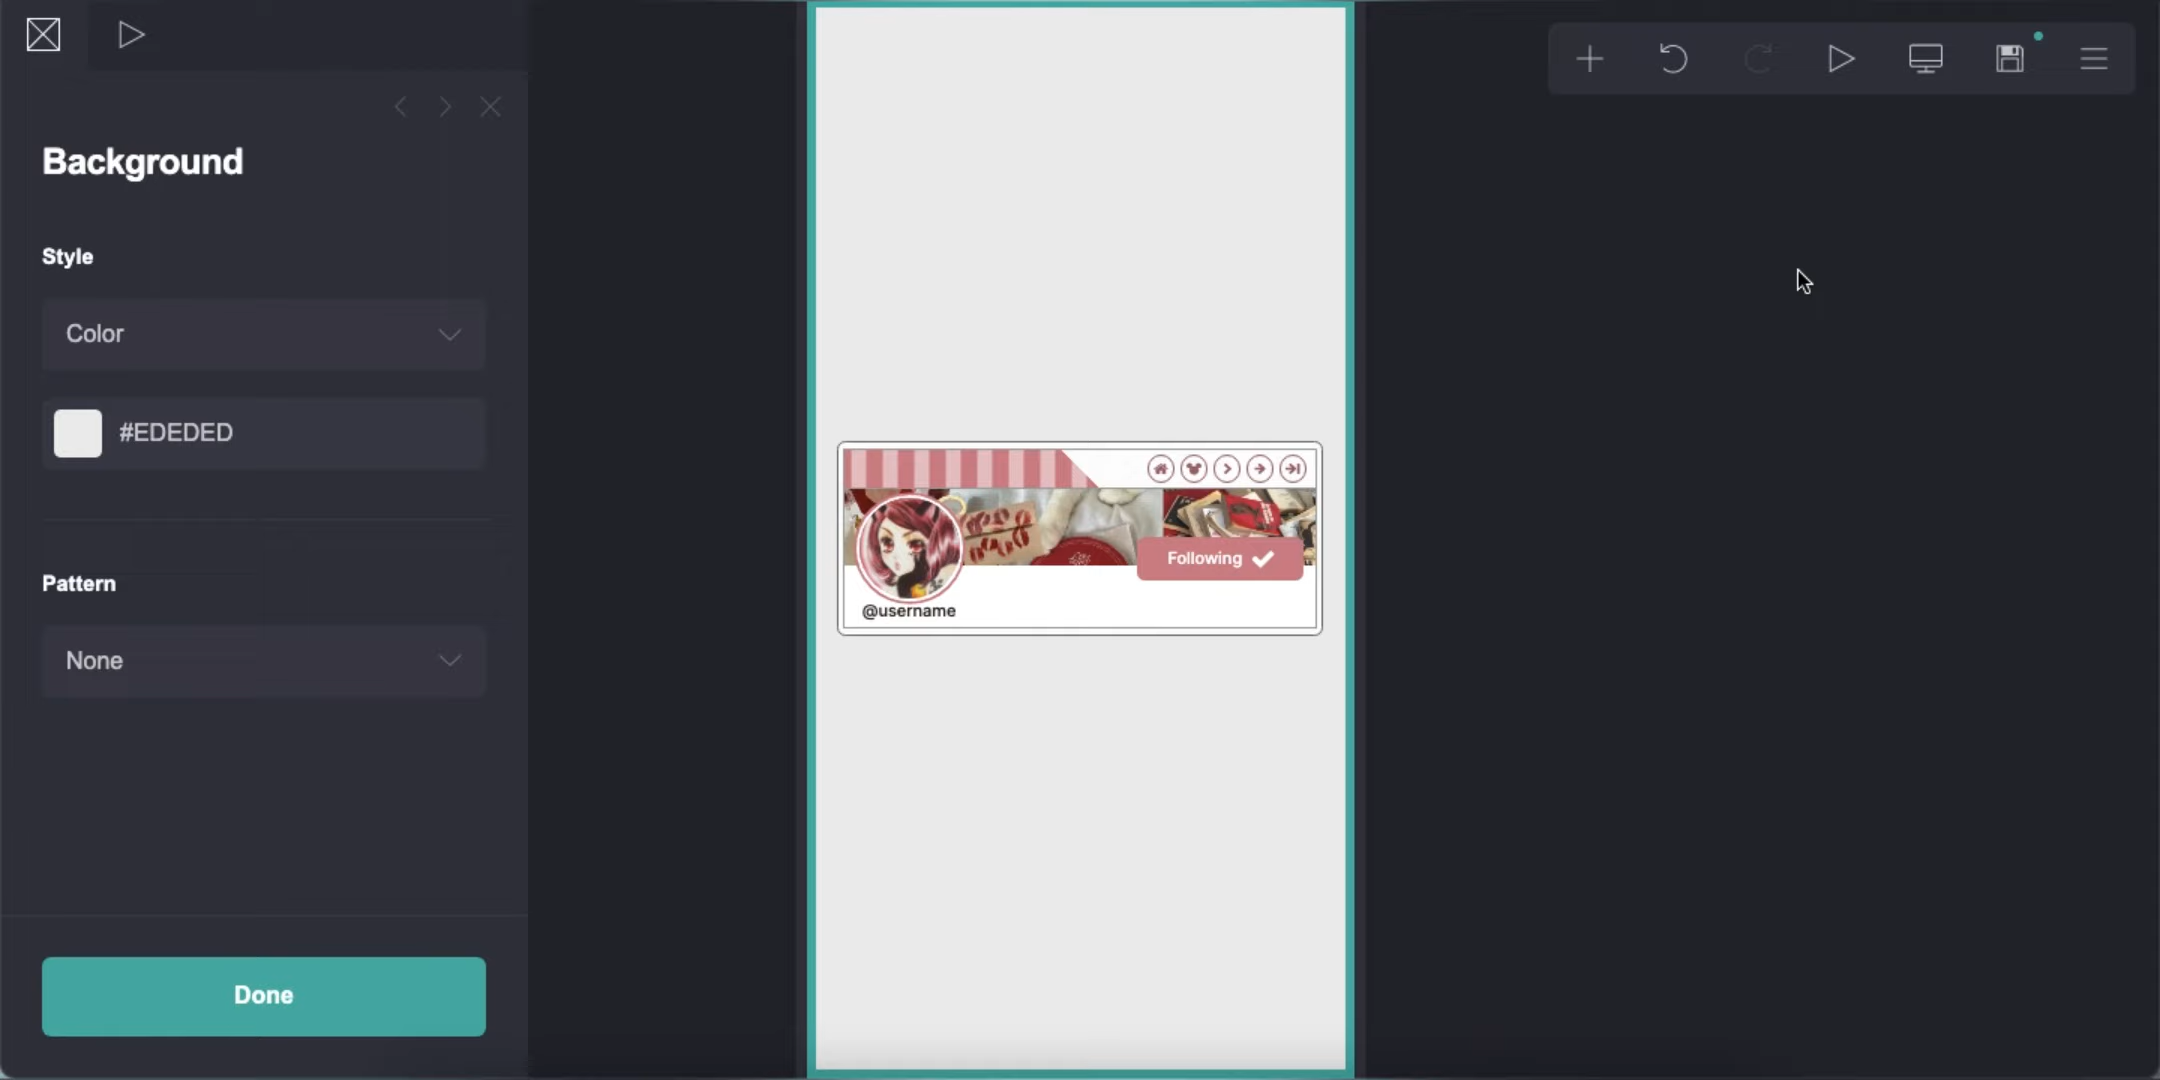 Background
Style
Color
#EDEDED
Pattern
None
Done
Following
@username